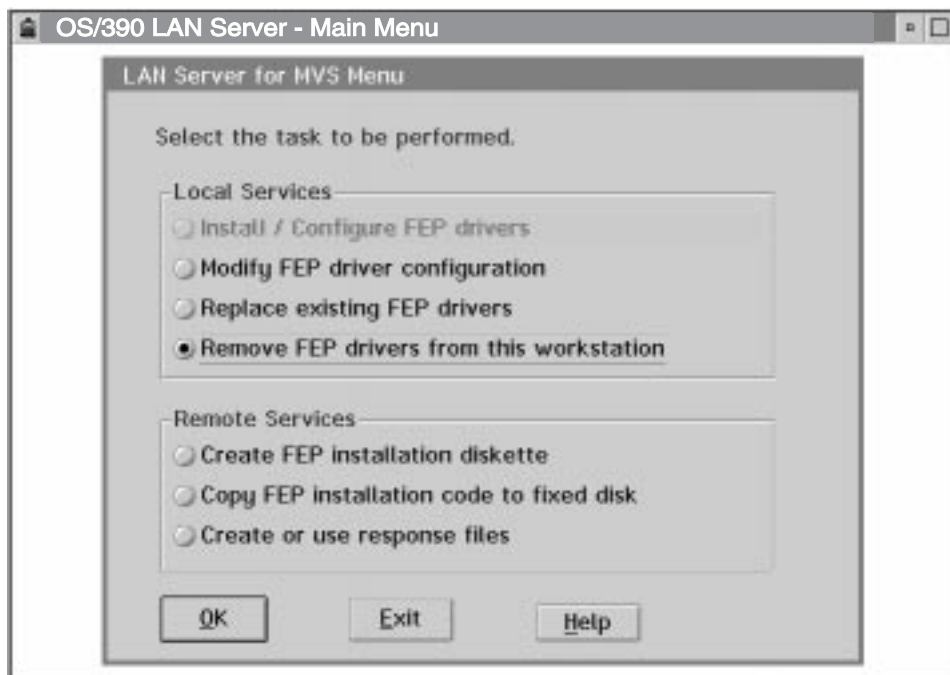 OS/390 LAN Server - Main Menu
LAN Server for MVS Menu
Select the task to be performed.
Local Services
Install / Configure FEP drivers
Modify FEP driver configuration
Replace existing FEP drivers
Remove FEP drivers from this workstation
Remote Services
Create FEP installation diskette
Copy FEP installation code to fixed disk
Create or use response files
OK
Exit
Help